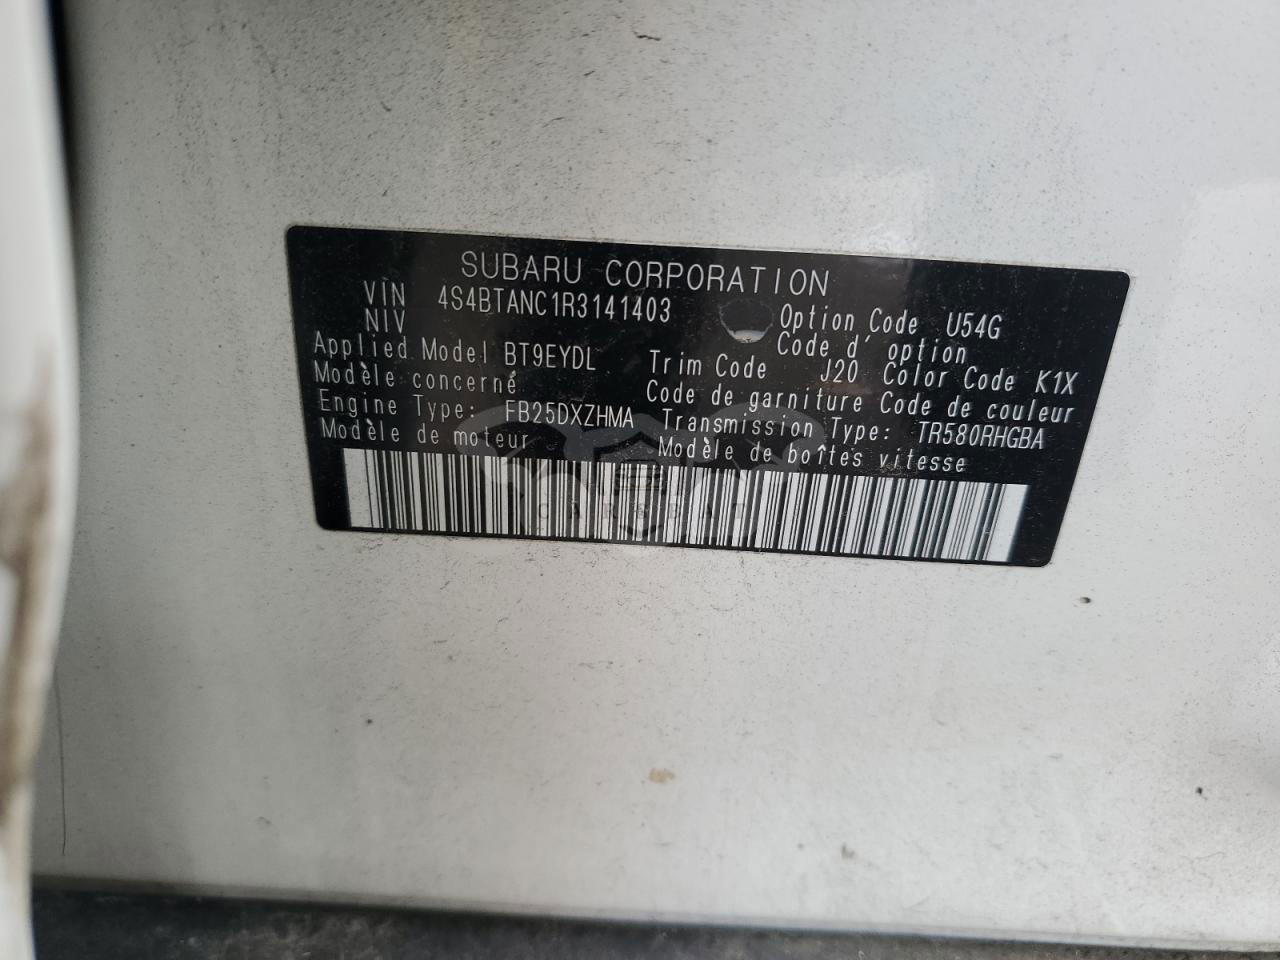 SUBARU CORPORATION
VIN 4S4BTANC1R3141403 Option Code U54G
NIV Code d' option
Applied Model BT9EYDL Trim Code J20 Color Code K1X
Modèle concerné Code de garniture Code de couleur
Engine Type: FB25DXZHMA Transmission Type: TR580RHGBA
Modèle de moteur Modèle de boîtes vitesse